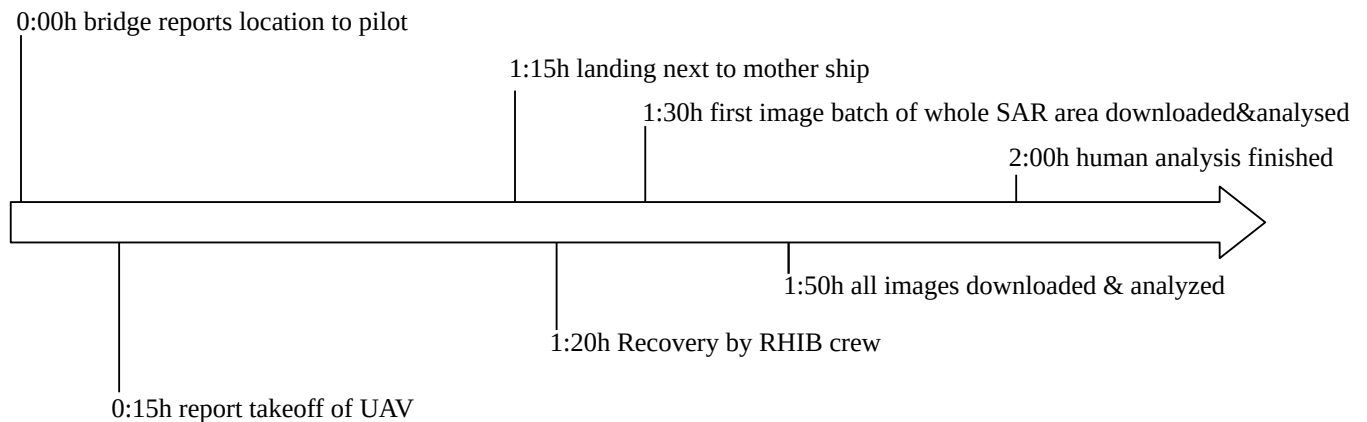 0:00h bridge reports location to pilot
1:15h landing next to mother ship
1:30h first image batch of whole SAR area downloaded&analysed
2:00h human analysis finished
1:50h all images downloaded & analyzed
1:20h Recovery by RHIB crew
0:15h report takeoff of UAV